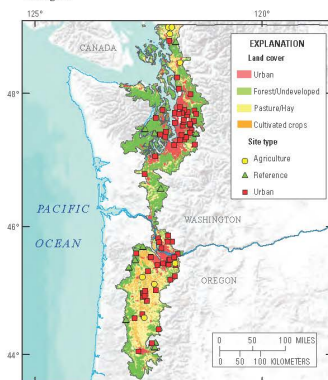 125°
120°
CANADA
48°
46°
44°
PACIFIC
OCEAN
WASHINGTON
OREGON
EXPLANATION
Land cover
Urban
Forest/Undeveloped
Pasture/Hay
Cultivated crops
Site type
Agriculture
Reference
Urban
0 50 100 MILES
0 50 100 KILOMETERS